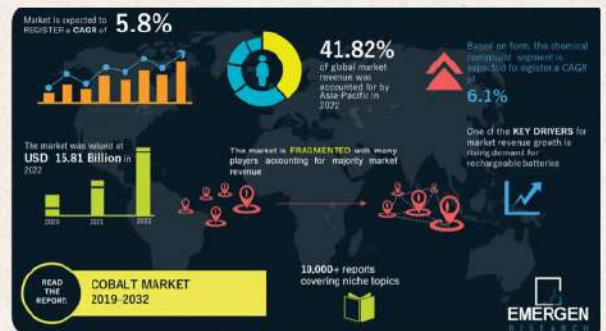 Market is expected to
REGISTER a CAGR of 5.8%
41.82%
of global market
revenue was
accounted for by
Asia-Pacific in
2022
Based on form, the chemical
compound segment is
expected to register a CAGR
of
6.1%
The market was valued at
USD 15.81 Billion in
2022
2020 2021 2022
The market is FRAGMENTED with many
players accounting for majority market
revenue
One of the KEY DRIVERS for
market revenue growth is
rising demand for
rechargeable batteries
READ
THE
REPORT:
COBALT MARKET
2019-2032
10,000+ reports
covering niche topics
EMERGEN
RESEARCH